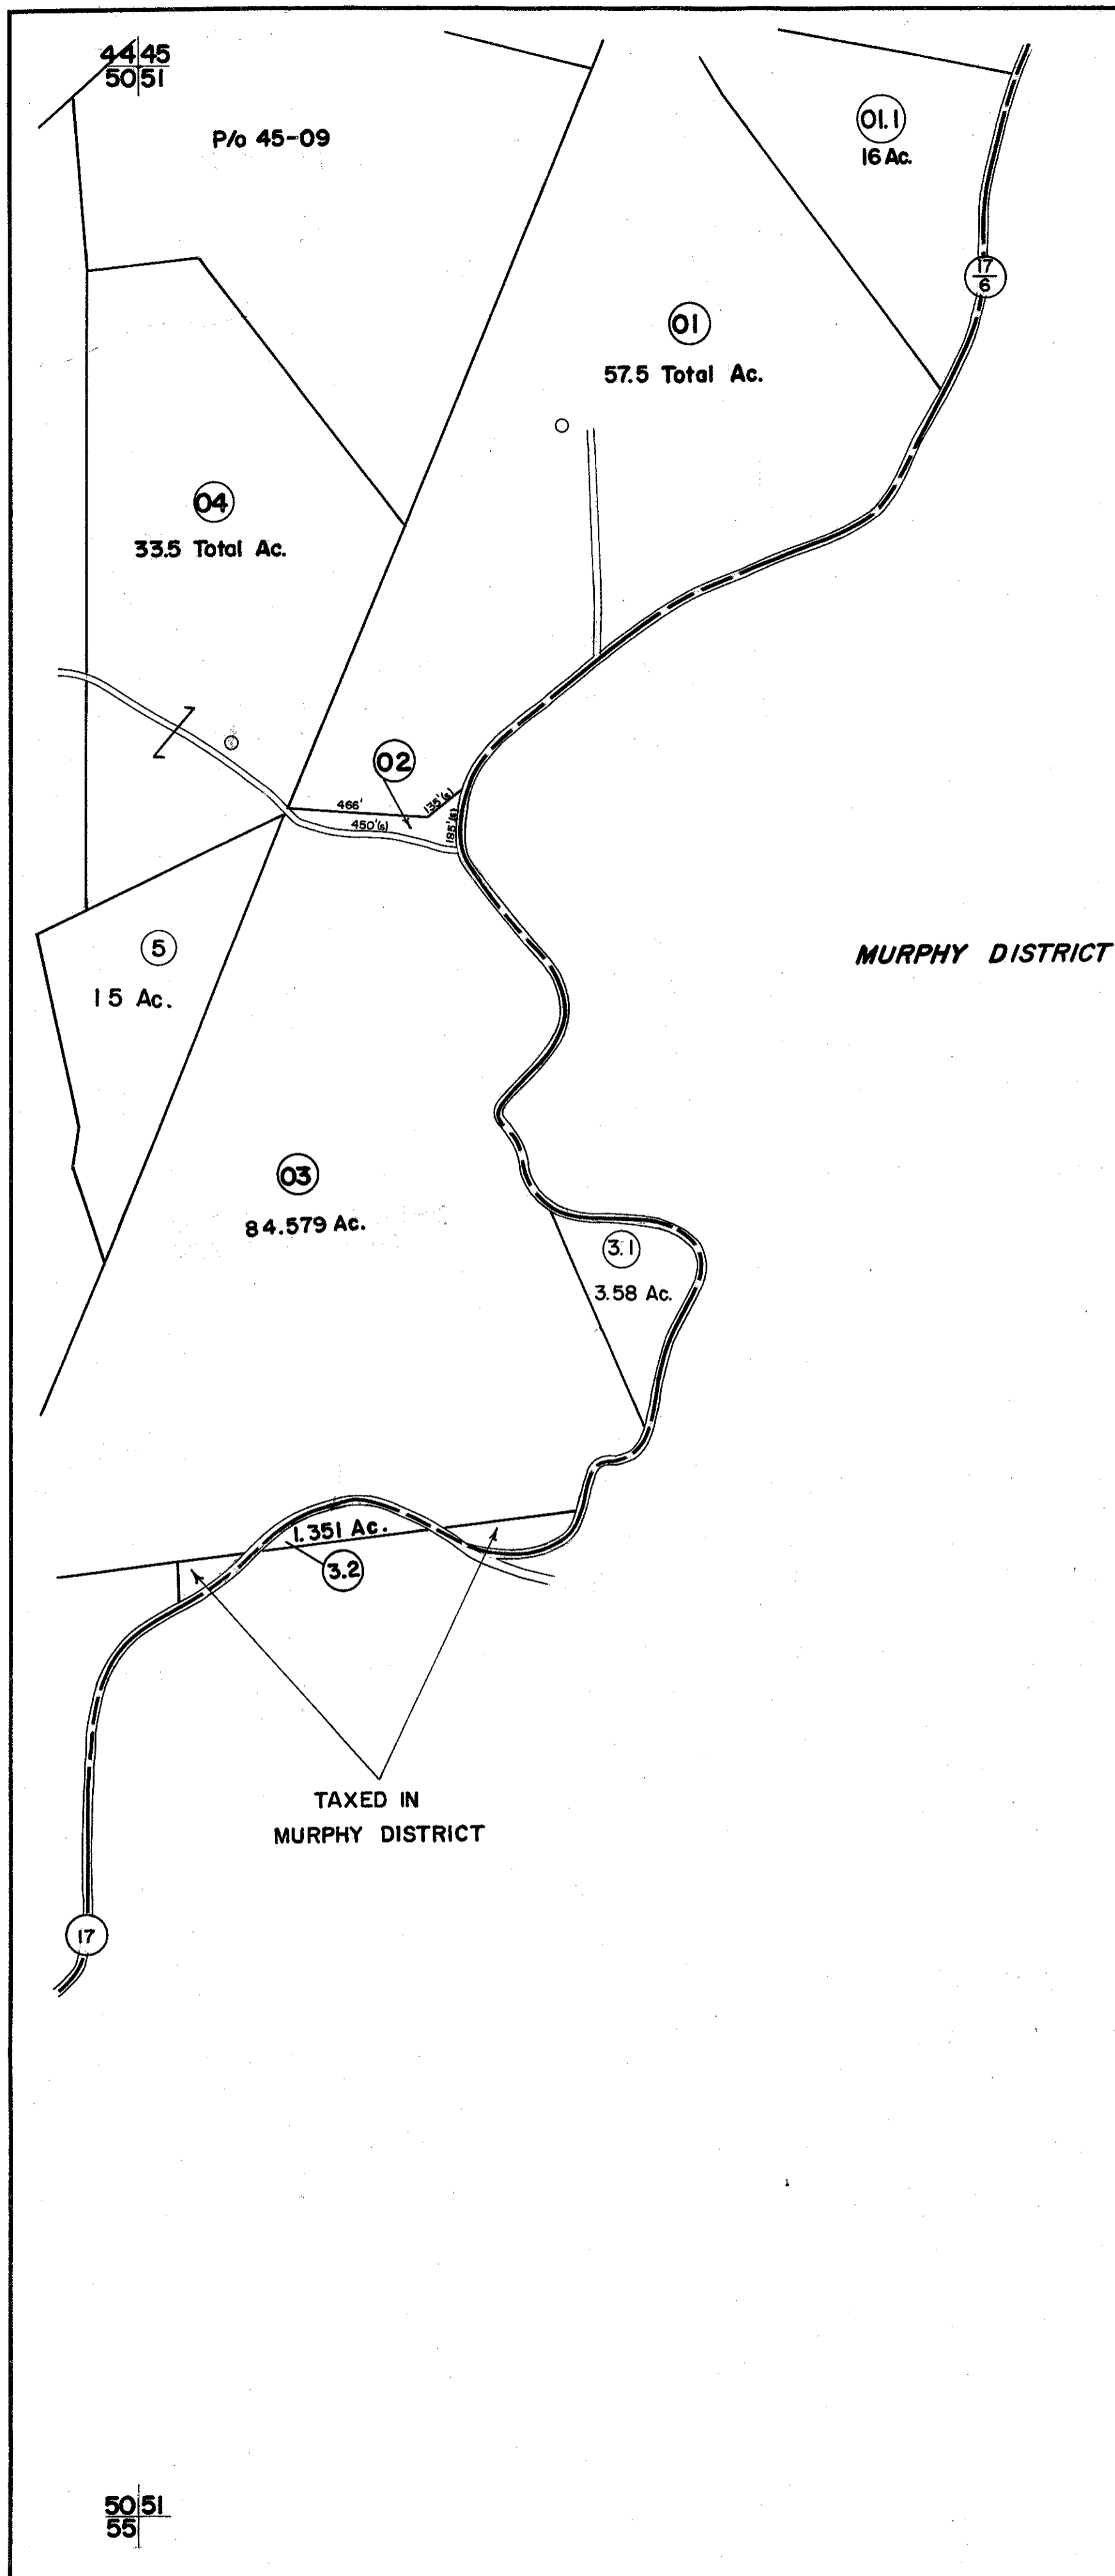 44 45
50 51
P/o 45-09
01.1
16 Ac.
17
6
01
57.5 Total Ac.
04
33.5 Total Ac.
02
466'
135'(s)
450'(s)
185'(s)
5
15 Ac.
MURPHY DISTRICT
03
84.579 Ac.
3.1
3.58 Ac.
1.351 Ac.
3.2
TAXED IN
MURPHY DISTRICT
17
50 51
55